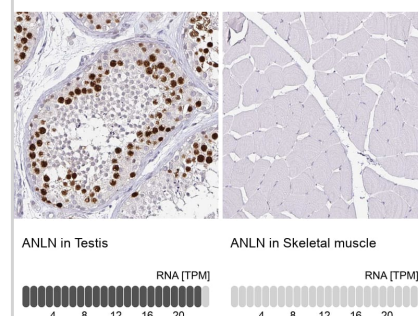 ANLN in Testis
ANLN in Skeletal muscle
RNA [TPM]
RNA [TPM]
4 8 12 16 20
4 8 12 16 20